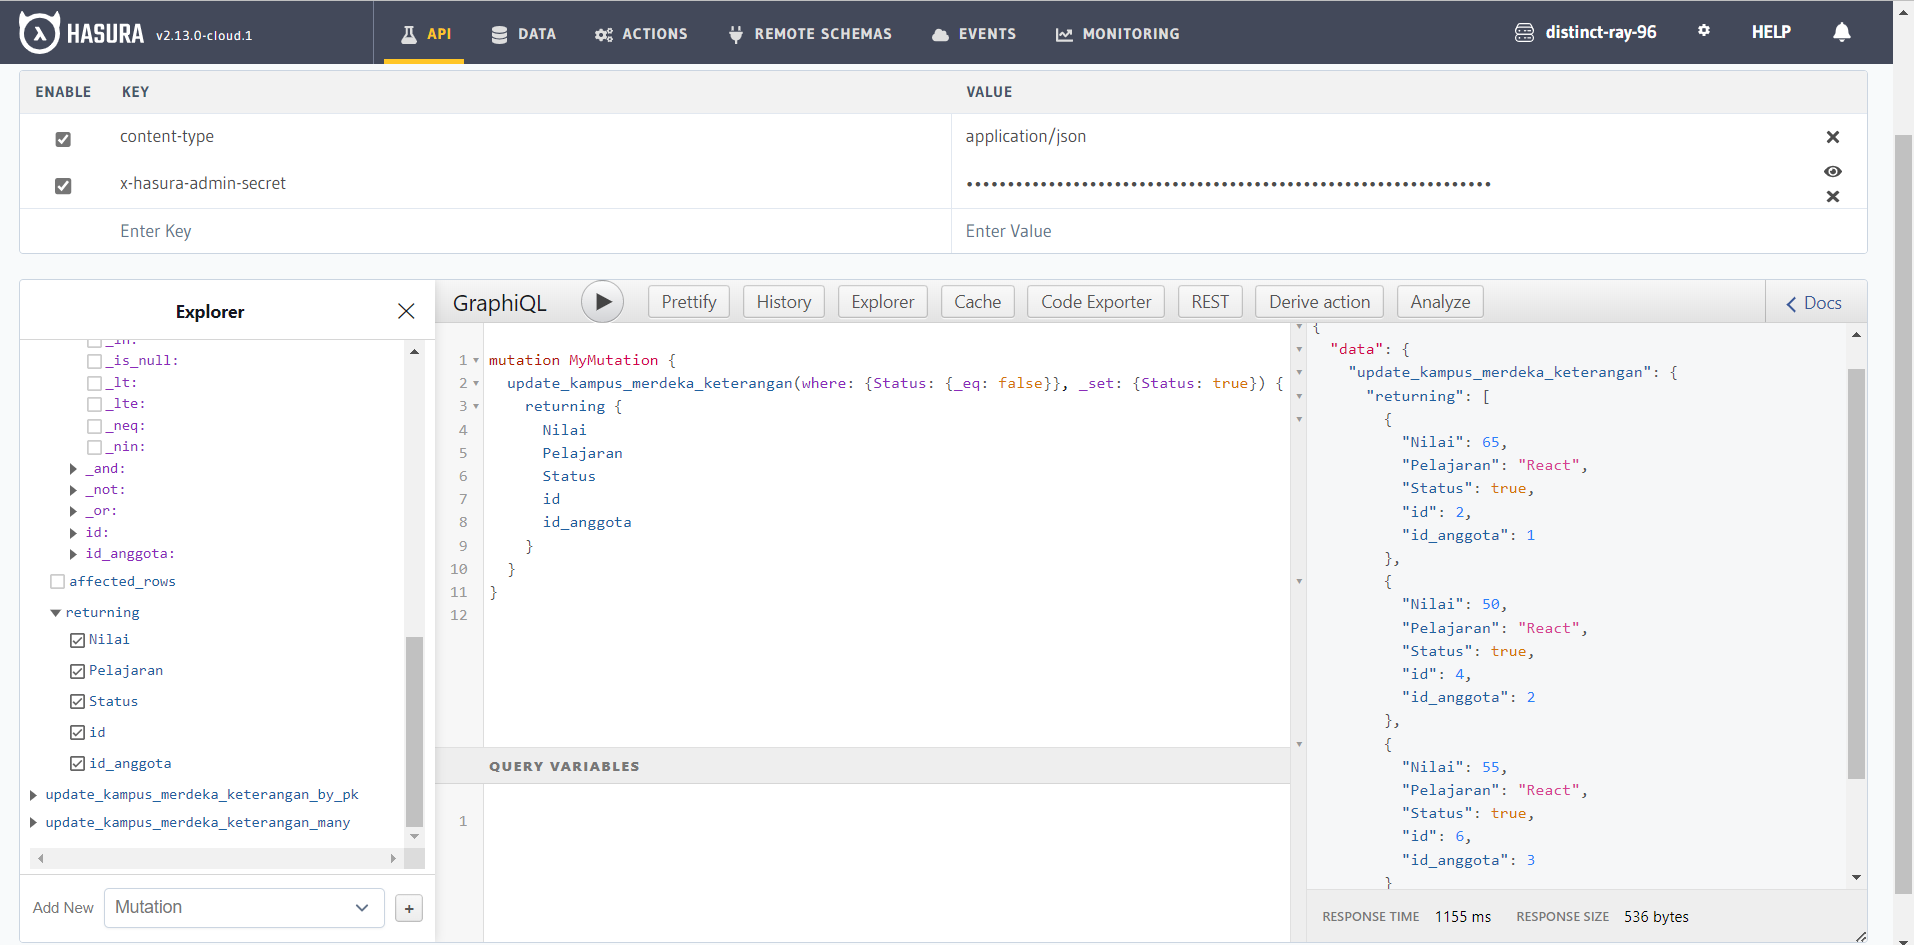 HASURA v2.13.0-cloud.1 API DATA ACTIONS REMOTE SCHEMAS EVENTS MONITORING distinct-ray-96 HELP
ENABLE KEY VALUE
content-type application/json
x-hasura-admin-secret ••••••••••••••••••••••••••••••••••••••••••••••••••••••••••••••••
Enter Key Enter Value
Explorer
_in:
_is_null:
_lt:
_lte:
_neq:
_nin:
_and:
_not:
_or:
id:
id_anggota:
affected_rows
returning
Nilai
Pelajaran
Status
id
id_anggota
update_kampus_merdeka_keterangan_by_pk
update_kampus_merdeka_keterangan_many
Add New Mutation +
GraphiQL Prettify History Explorer Cache Code Exporter REST Derive action Analyze Docs
1 mutation MyMutation {
2 update_kampus_merdeka_keterangan(where: {Status: {_eq: false}}, _set: {Status: true}) {
3 returning {
4 Nilai
5 Pelajaran
6 Status
7 id
8 id_anggota
9 }
10 }
11 }
12
QUERY VARIABLES
1
{
"data": {
"update_kampus_merdeka_keterangan": {
"returning": [
{
"Nilai": 65,
"Pelajaran": "React",
"Status": true,
"id": 2,
"id_anggota": 1
},
{
"Nilai": 50,
"Pelajaran": "React",
"Status": true,
"id": 4,
"id_anggota": 2
},
{
"Nilai": 55,
"Pelajaran": "React",
"Status": true,
"id": 6,
"id_anggota": 3
}
RESPONSE TIME 1155 ms RESPONSE SIZE 536 bytes